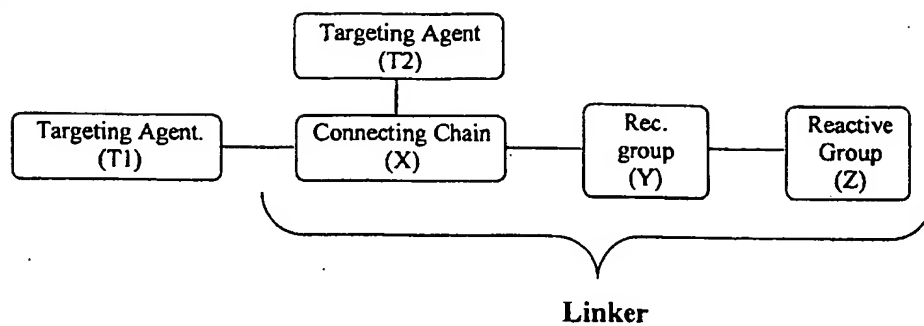 Targeting Agent
(T2)
Targeting Agent.
(T1)
Connecting Chain
(X)
Rec.
group
(Y)
Reactive
Group
(Z)
Linker